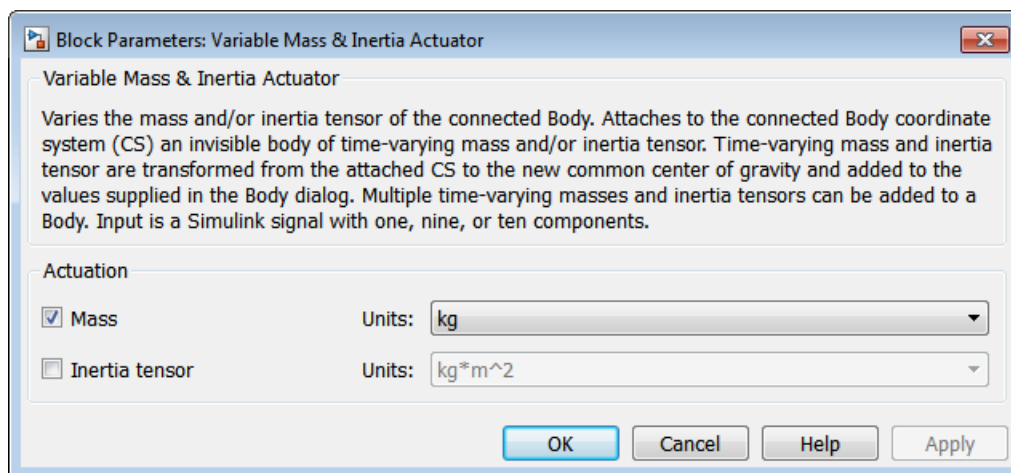 Block Parameters: Variable Mass & Inertia Actuator
Variable Mass & Inertia Actuator
Varies the mass and/or inertia tensor of the connected Body. Attaches to the connected Body coordinate
system (CS) an invisible body of time-varying mass and/or inertia tensor. Time-varying mass and inertia
tensor are transformed from the attached CS to the new common center of gravity and added to the
values supplied in the Body dialog. Multiple time-varying masses and inertia tensors can be added to a
Body. Input is a Simulink signal with one, nine, or ten components.
Actuation
Mass Units: kg
Inertia tensor Units: kg*m^2
OK Cancel Help Apply